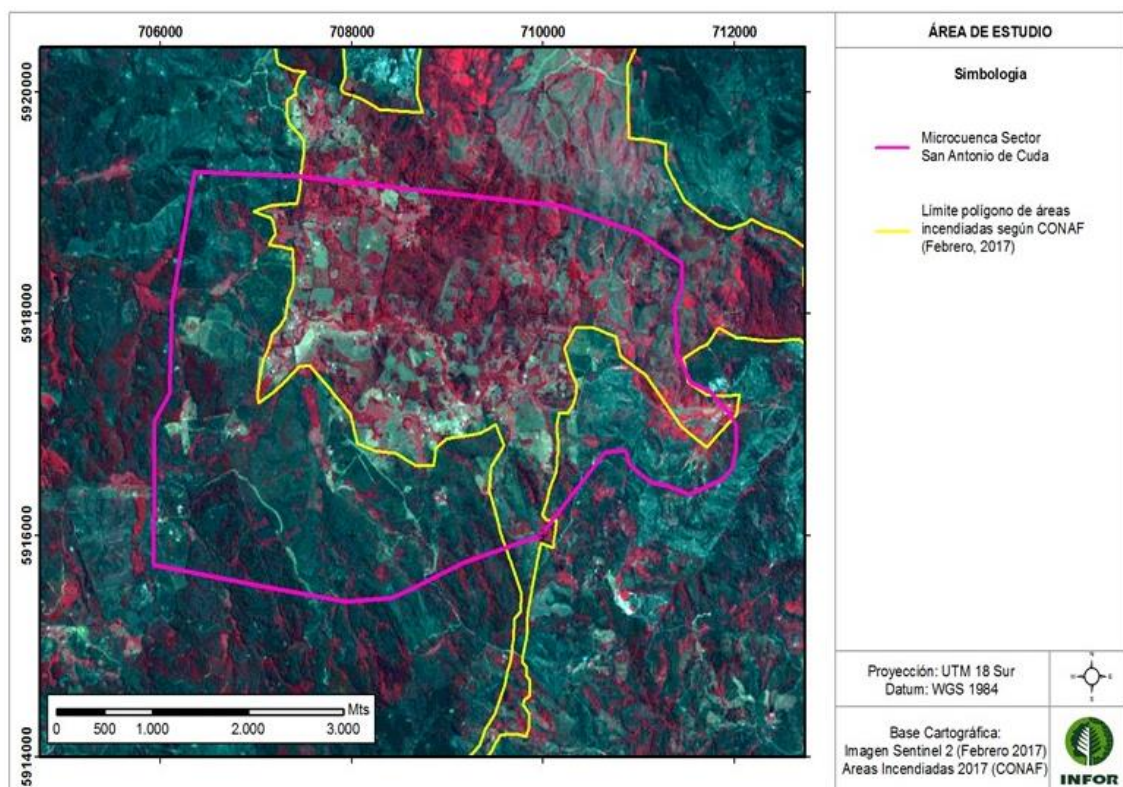 706000 708000 710000 712000
5920000
5918000
5916000
5914000
Mts
0 500 1.000 2.000 3.000
ÁREA DE ESTUDIO
Simbologia
Microcuenca Sector
San Antonio de Cuda
Límite polígono de áreas
incendiadas según CONAF
(Febrero, 2017)
Proyección: UTM 18 Sur
Datum: WGS 1984
Base Cartográfica:
Imagen Sentinel 2 (Febrero 2017)
Areas Incendiadas 2017 (CONAF)
INFOR